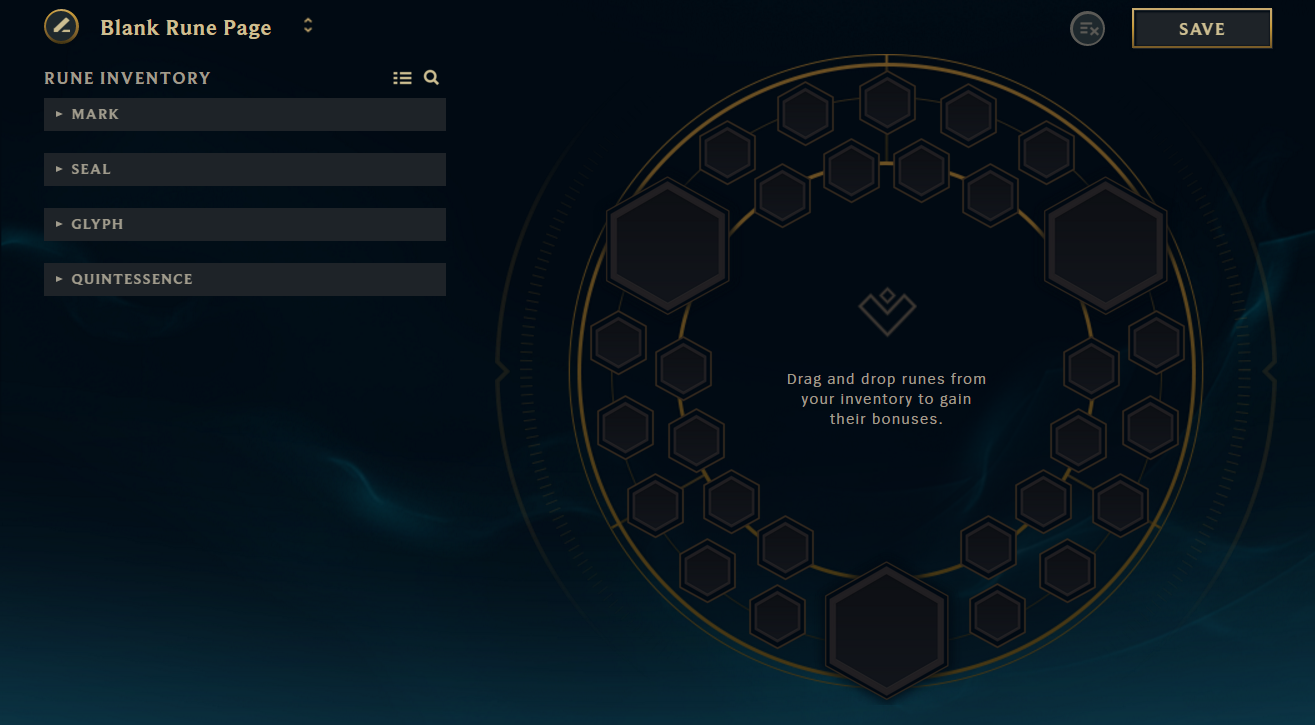 Blank Rune Page
SAVE
RUNE INVENTORY
MARK
SEAL
GLYPH
QUINTESSENCE
Drag and drop runes from
your inventory to gain
their bonuses.